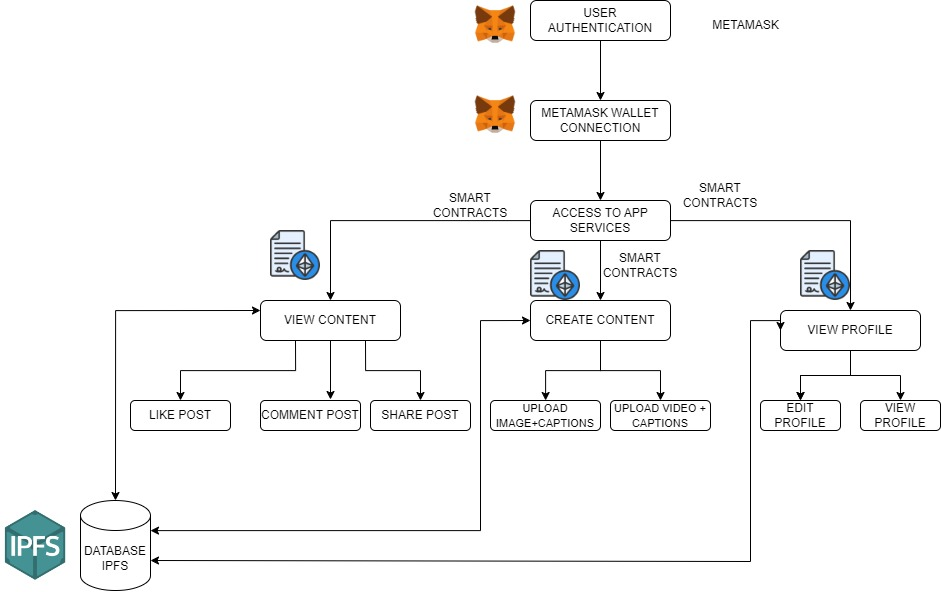 USER
AUTHENTICATION
METAMASK
METAMASK WALLET
CONNECTION
SMART
CONTRACTS
SMART
CONTRACTS
ACCESS TO APP
SERVICES
SMART
CONTRACTS
VIEW CONTENT
CREATE CONTENT
VIEW PROFILE
LIKE POST
COMMENT POST
SHARE POST
UPLOAD
IMAGE+CAPTIONS
UPLOAD VIDEO +
CAPTIONS
EDIT
PROFILE
VIEW
PROFILE
IPFS
DATABASE
IPFS